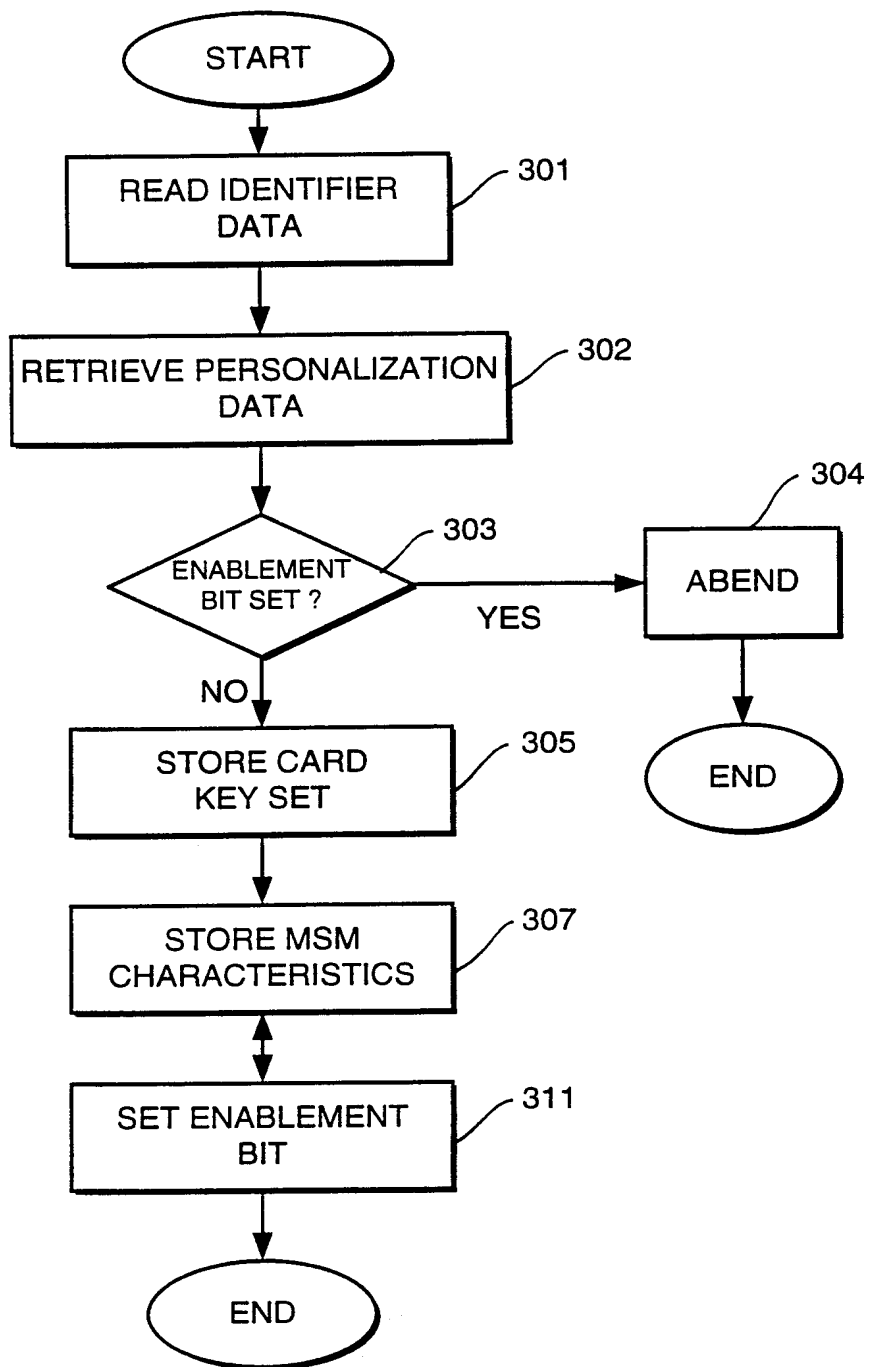 START
READ IDENTIFIER
DATA
301
RETRIEVE PERSONALIZATION
DATA
302
ENABLEMENT
BIT SET ?
303
YES
304
ABEND
END
NO
STORE CARD
KEY SET
305
STORE MSM
CHARACTERISTICS
307
SET ENABLEMENT
BIT
311
END